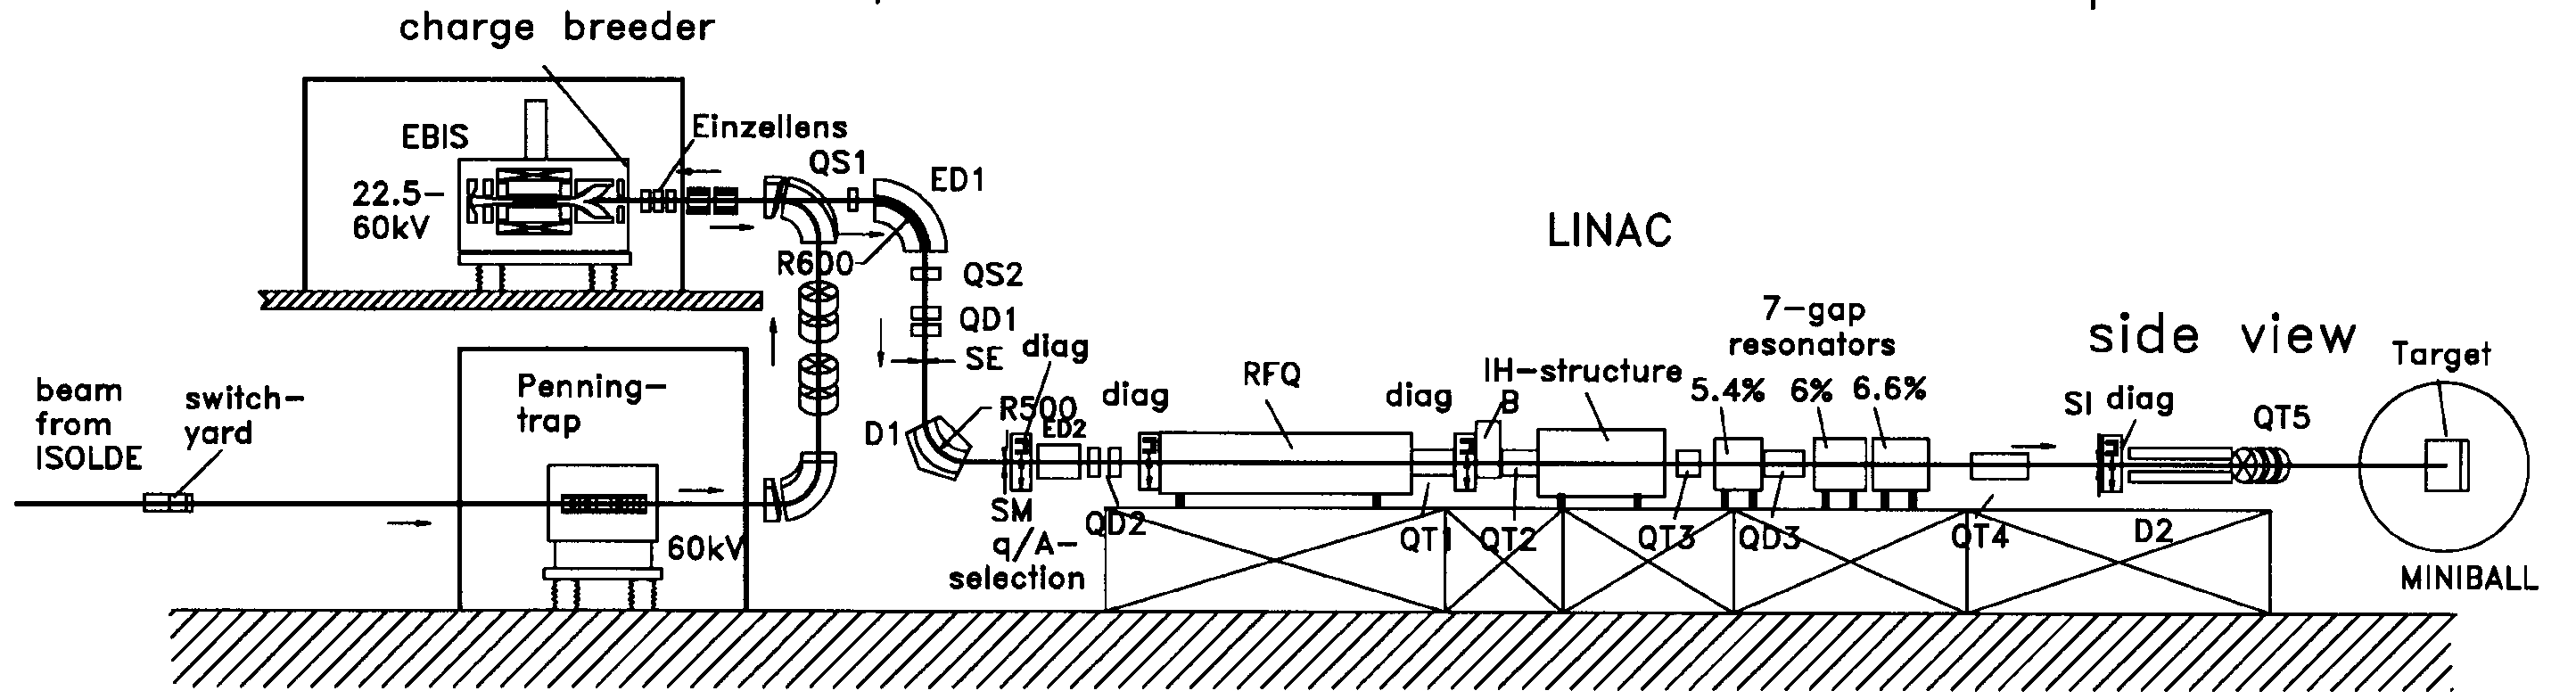 charge breeder
EBIS
22.5-
60kV
Einzellens
QS1
ED1
R600
QS2
QD1
SE
diag
LINAC
beam
from
ISOLDE
switch-
yard
Penning-
trap
60kV
D1
R500
ED2
SM
q/A-
selection
diag
QD2
RFQ
diag
QT1
B
QT2
IH-structure
QT3
7-gap
resonators
5.4%
6%
6.6%
QD3
QT4
side view
SI
diag
D2
QT5
Target
MINIBALL